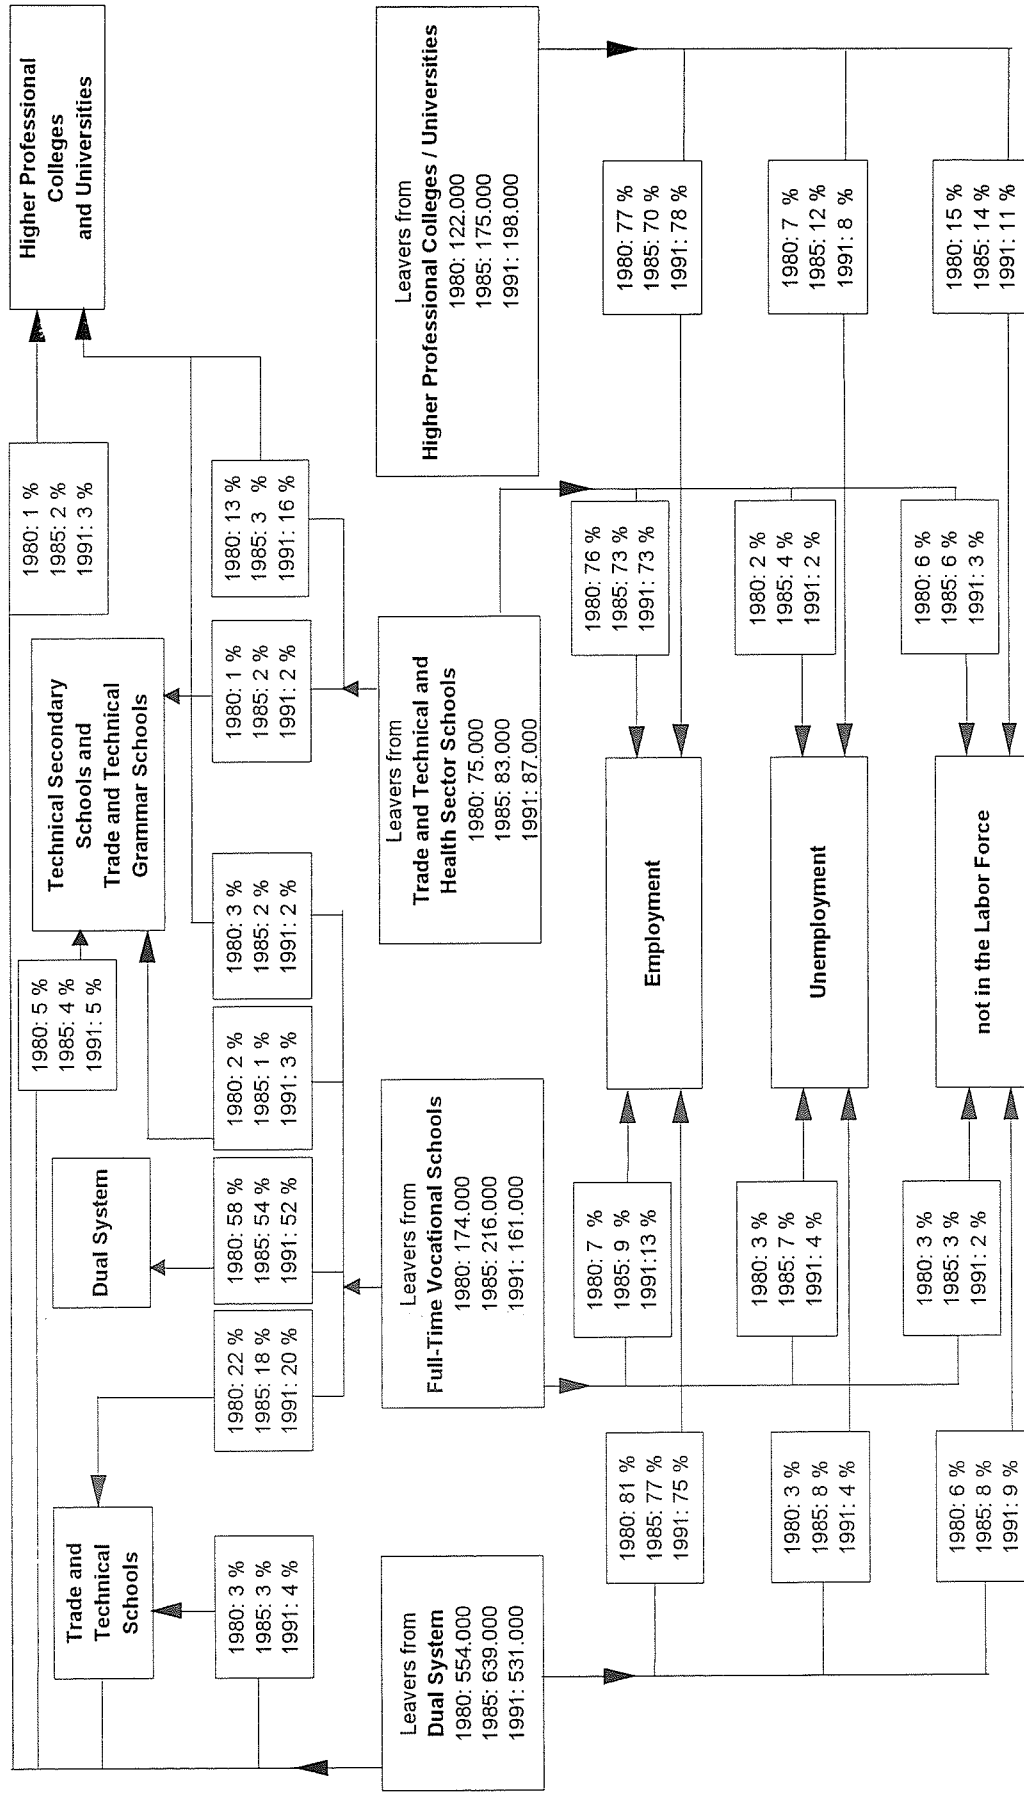 Higher Professional
Colleges
and Universities
1980: 1 %
1985: 2 %
1991: 3 %
Technical Secondary
Schools and
Trade and Technical
Grammar Schools
1980: 5 %
1985: 4 %
1991: 5 %
Dual System
Trade and
Technical
Schools
1980: 3 %
1985: 3 %
1991: 4 %
1980: 22 %
1985: 18 %
1991: 20 %
1980: 58 %
1985: 54 %
1991: 52 %
1980: 2 %
1985: 1 %
1991: 3 %
1980: 3 %
1985: 2 %
1991: 2 %
1980: 1 %
1985: 2 %
1991: 2 %
1980: 13 %
1985: 3 %
1991: 16 %
Leavers from
Dual System
1980: 554.000
1985: 639.000
1991: 531.000
Leavers from
Full-Time Vocational Schools
1980: 174.000
1985: 216.000
1991: 161.000
Leavers from
Trade and Technical and
Health Sector Schools
1980: 75.000
1985: 83.000
1991: 87.000
Leavers from
Higher Professional Colleges / Universities
1980: 122.000
1985: 175.000
1991: 198.000
1980: 81 %
1985: 77 %
1991: 75 %
1980: 7 %
1985: 9 %
1991:13 %
Employment
1980: 76 %
1985: 73 %
1991: 73 %
1980: 77 %
1985: 70 %
1991: 78 %
1980: 3 %
1985: 8 %
1991: 4 %
1980: 3 %
1985: 7 %
1991: 4 %
Unemployment
1980: 2 %
1985: 4 %
1991: 2 %
1980: 7 %
1985: 12 %
1991: 8 %
1980: 6 %
1985: 8 %
1991: 9 %
1980: 3 %
1985: 3 %
1991: 2 %
not in the Labor Force
1980: 6 %
1985: 6 %
1991: 3 %
1980: 15 %
1985: 14 %
1991: 11 %